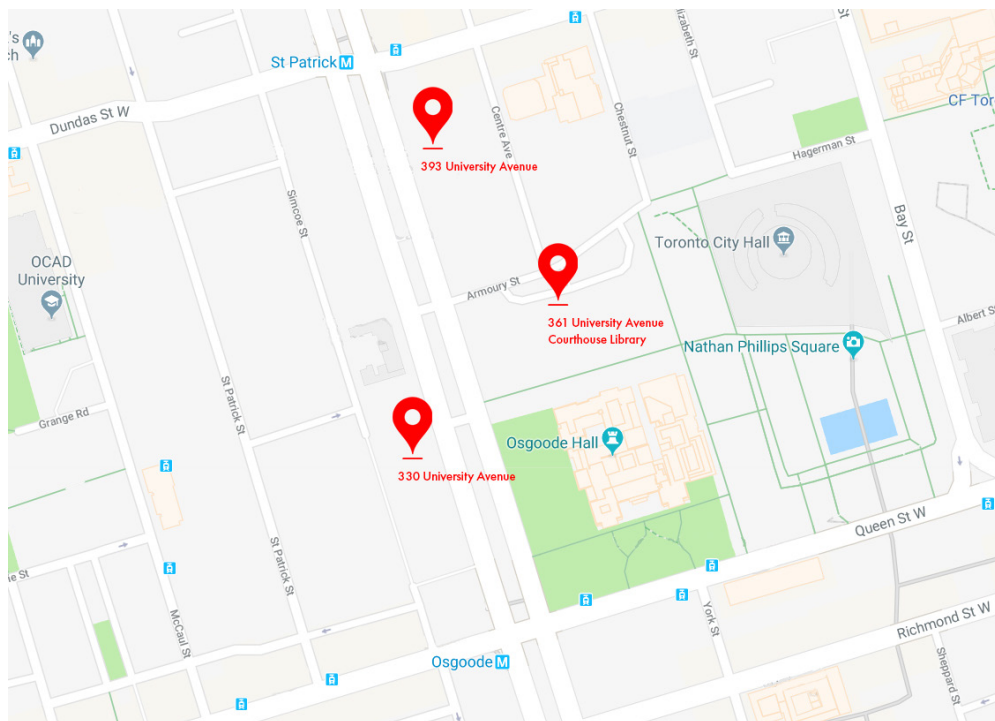 's
ch
St Patrick M
Dundas St W
Elizabeth St
St
CF Tor
Centre Ave
Chestnut St
393 University Avenue
Hagerman St
Simcoe St
Bay St
OCAD
University
Toronto City Hall
Armoury St
361 University Avenue
Courthouse Library
Albert S
Nathan Phillips Square
Grange Rd
St Patrick St
Osgoode Hall
330 University Avenue
Queen St W
St Patrick St
ne St
McCaul St
York St
Richmond St W
Osgoode M
Sheppard St